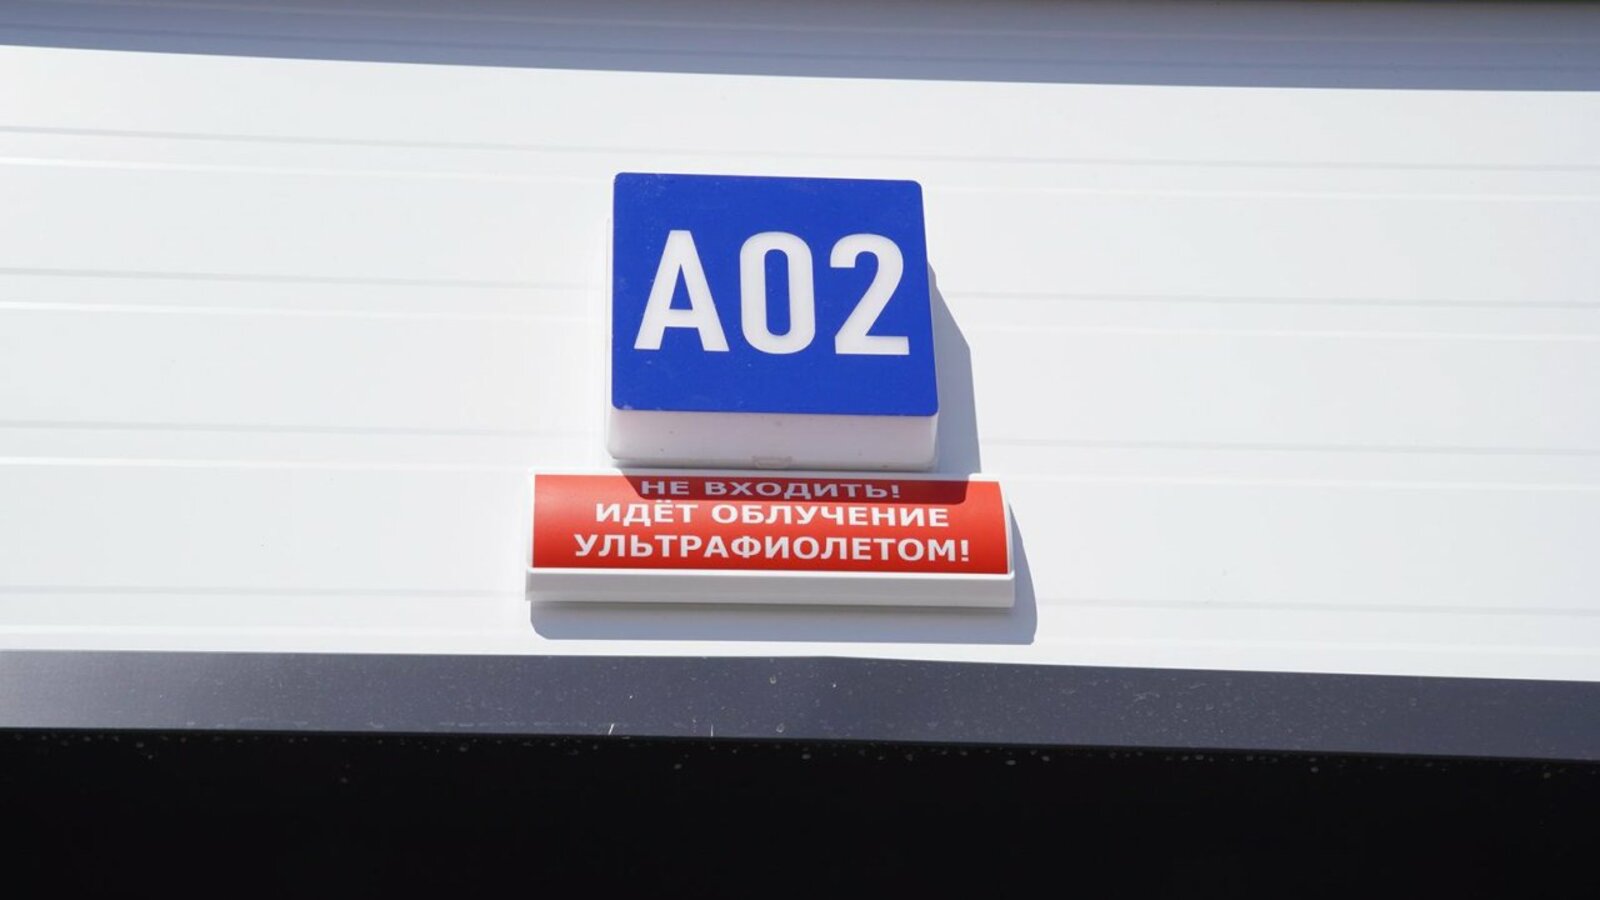 A02
НЕ ВХОДИТЬ!
ИДЁТ ОБЛУЧЕНИЕ
УЛЬТРАФИОЛЕТОМ!